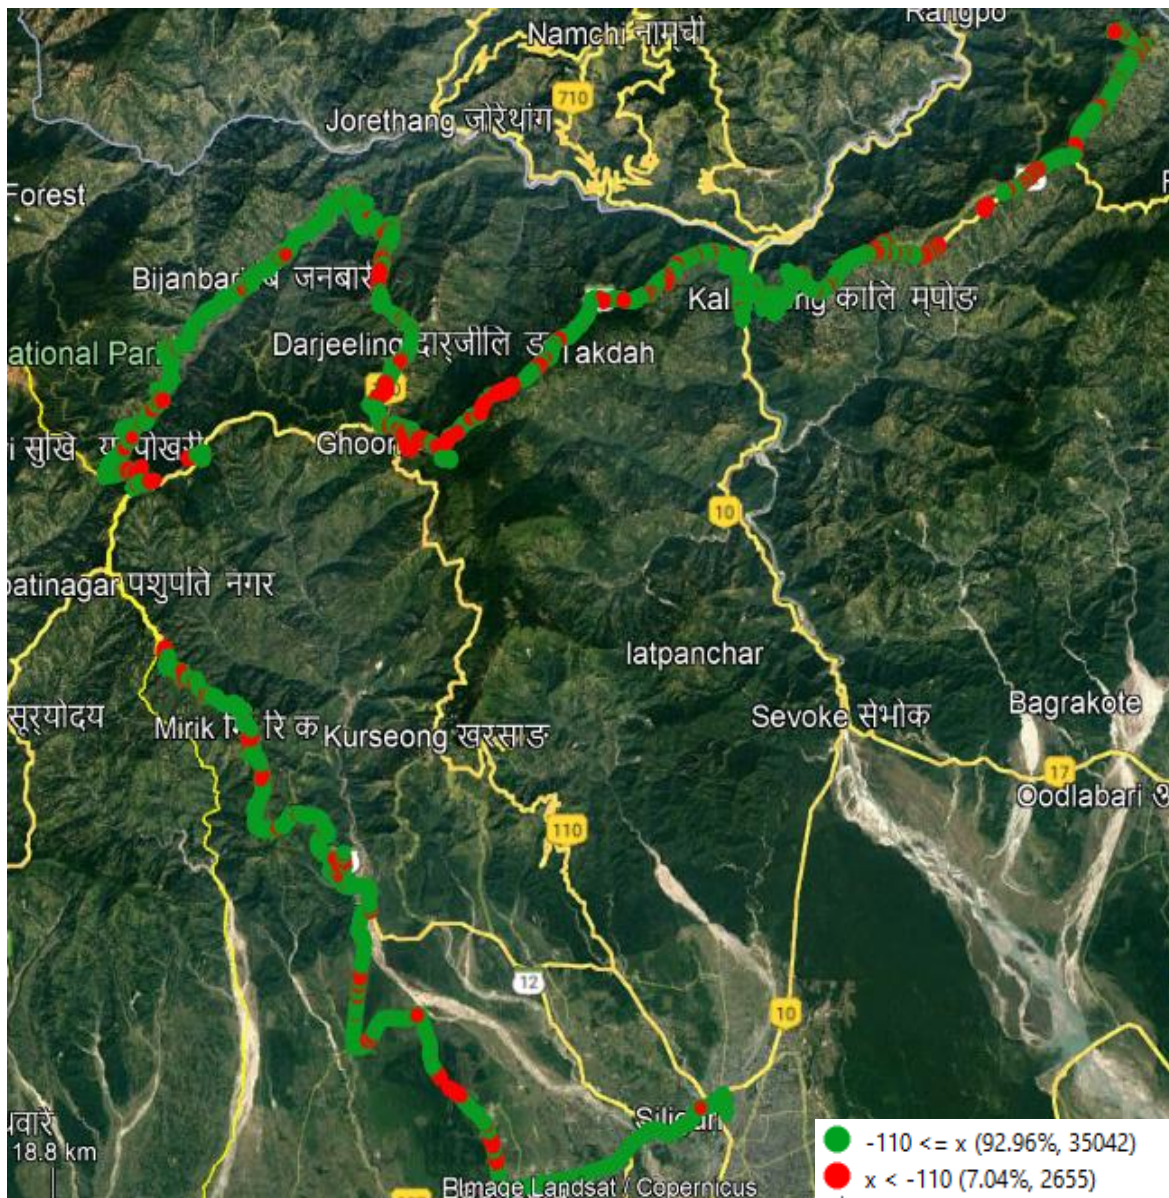 Rangpo
Namchi नाम्ची
710
Jorethang जोरेथांग
Forest
Bijanbari जनबारी
Kal ng कालिम्पोङ
Darjeeling दार्जीलिङ
Takdah
ational Par
Ghoom
सुखि पोखरी
10
patinagar पशुपति नगर
latpanchar
सूर्योदय
Mirik मिरिक
Kurseong खरसाङ
Sevoke सेभोक
Bagrakote
17
Oodlabari
110
12
10
Siliguri
18.8 km
Image Landsat / Copernicus
-110 <= x (92.96%, 35042)
x < -110 (7.04%, 2655)